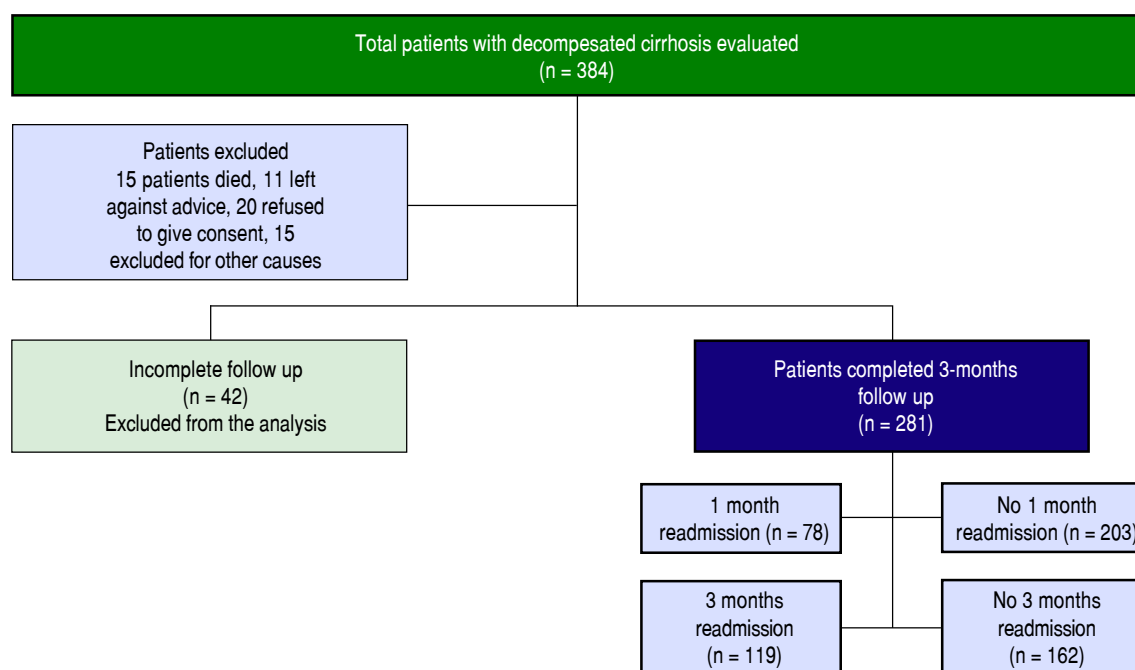 Total patients with decompesated cirrhosis evaluated
(n = 384)
Patients excluded
15 patients died, 11 left
against advice, 20 refused
to give consent, 15
excluded for other causes
Incomplete follow up
(n = 42)
Excluded from the analysis
Patients completed 3-months
follow up
(n = 281)
1 month
readmission (n = 78)
No 1 month
readmission (n = 203)
3 months
readmission
(n = 119)
No 3 months
readmission
(n = 162)